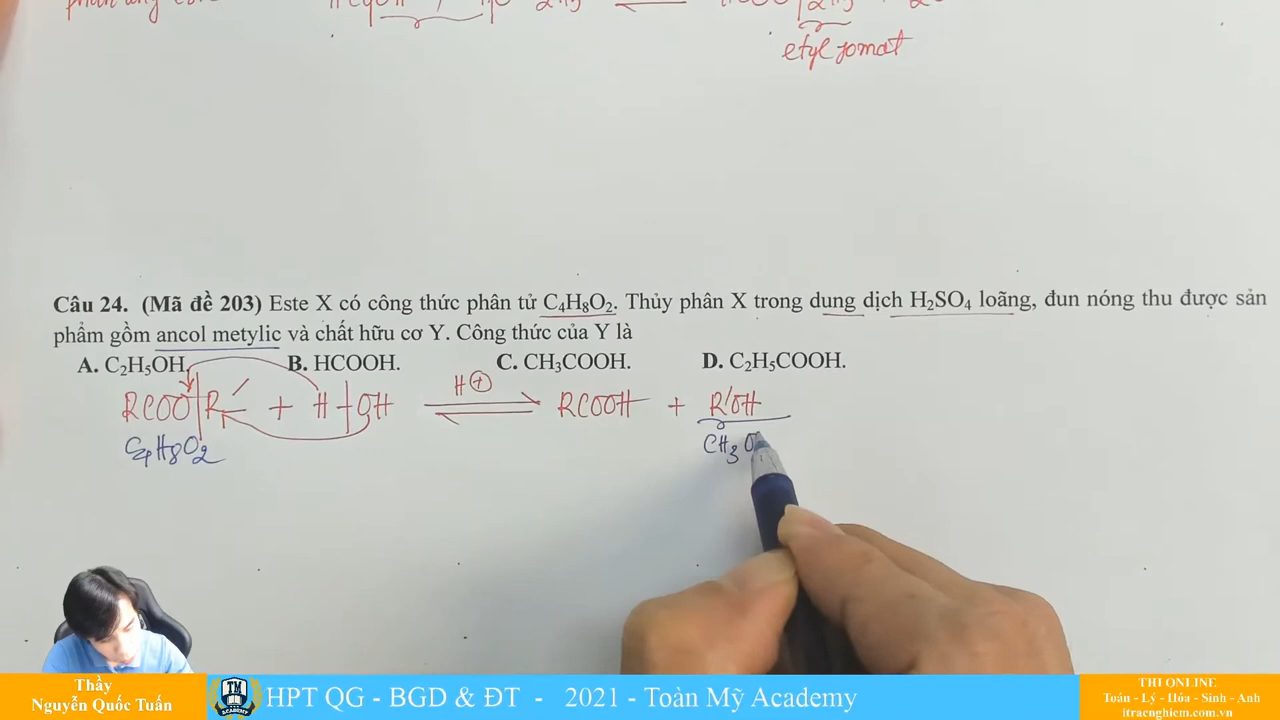 etyl fomat
Câu 24. (Mã đề 203) Este X có công thức phân tử C₄H₈O₂. Thủy phân X trong dung dịch H₂SO₄ loãng, đun nóng thu được sản
phẩm gồm ancol metylic và chất hữu cơ Y. Công thức của Y là
A. C₂H₅OH. B. HCOOH. C. CH₃COOH. D. C₂H₅COOH.
RCOO R' + H OH ⇌ RCOOH + R'OH
H⊕
C₄H₈O₂ CH₃O
Thầy
Nguyễn Quốc Tuấn
TM
ACADEMY
HPT QG - BGD & ĐT - 2021 - Toàn Mỹ Academy
THI ONLINE
Toán - Lý - Hóa - Sinh - Anh
itracnghiem.com.vn